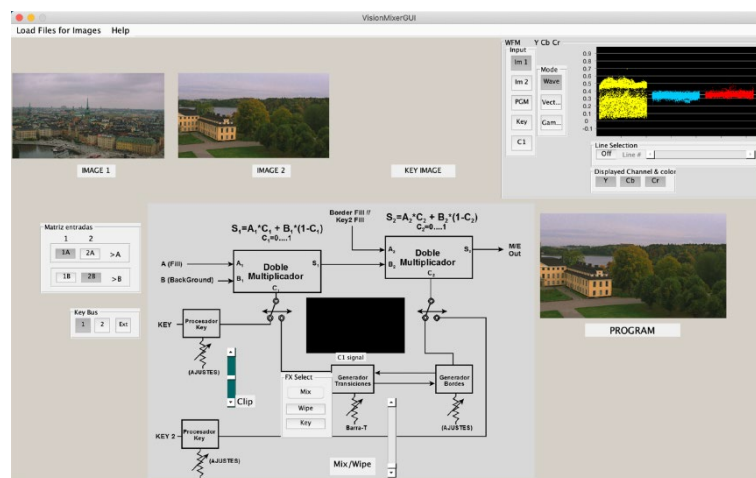 VisionMixerGUI
Load Files for Images Help
WFM Y Cb Cr
Input
Im 1
Im 2
PGM
Key
C1
Mode
Wave
Vect...
Gam...
0.9
0.8
0.7
0.6
0.5
0.4
0.3
0.2
0.1
0
-0.1
Line Selection
Off Line #
Displayed Channel & color
Y Cb Cr
IMAGE 1
IMAGE 2
KEY IMAGE
Matriz entradas
1 2
1A 2A >A
1B 2B >B
Key Bus
1 2 Ext
S1=A1*C1 + B1*(1-C1)
C1=0....1
Border Fill //
Key2 Fill
S2=A2*C2 + B2*(1-C2)
C2=0....1
A (Fill)
B (BackGround)
A1
B1
Doble
Multiplicador
S1
C1
A2
B2
Doble
Multiplicador
S2
C2
M/E
Out
KEY
Procesador
Key
(AJUSTES)
Clip
C1 signal
FX Select
Mix
Wipe
Key
Generador
Transiciones
Barra-T
Generador
Bordes
(AJUSTES)
KEY 2
Procesador
Key
(AJUSTES)
Mix/Wipe
PROGRAM